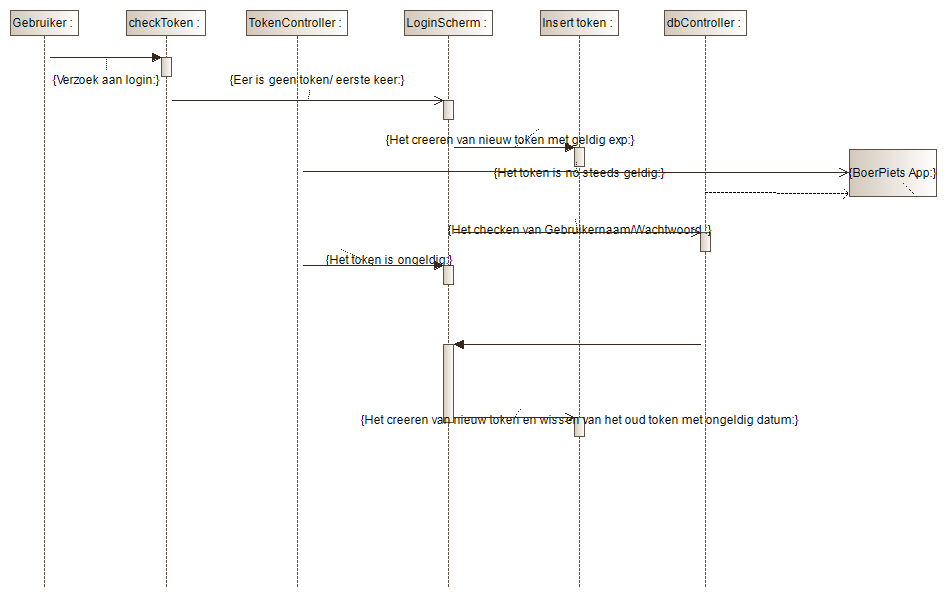 Gebruiker :
checkToken :
TokenController :
LoginScherm :
Insert token :
dbController :
{Verzoek aan login:}
{Eer is geen token/ eerste keer:}
{Het creeren van nieuw token met geldig exp:}
{Het token is no steeds geldig:}
{BoerPiets App:}
{Het checken van Gebruikernaam/Wachtwoord :}
{Het token is ongeldig:}
{Het creeren van nieuw token en wissen van het oud token met ongeldig datum:}